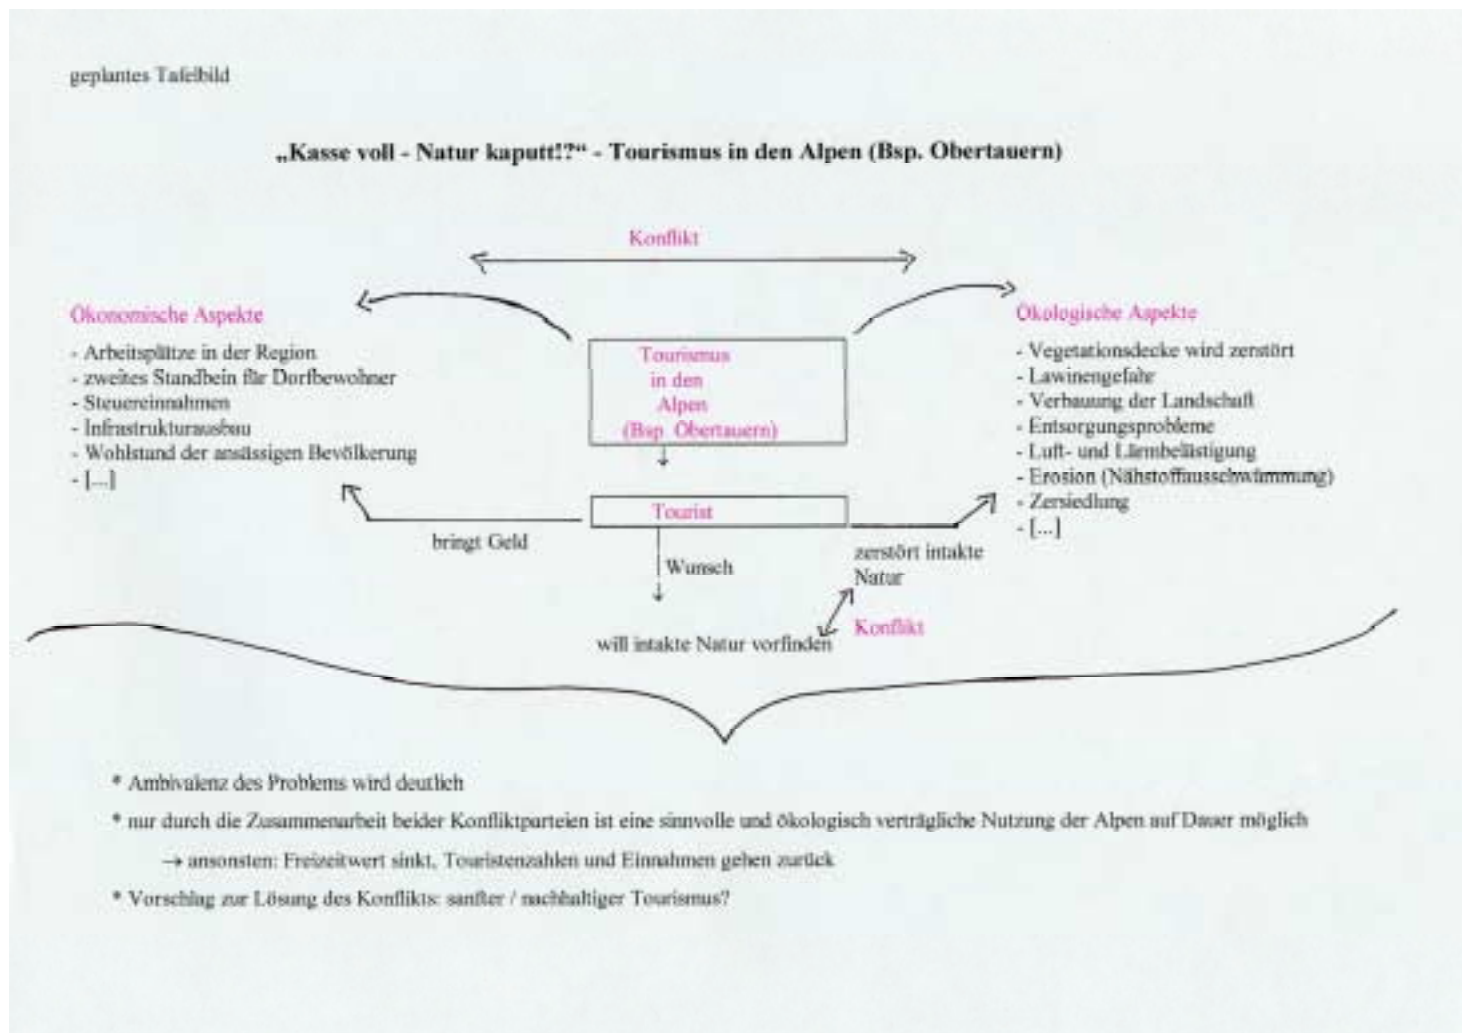 geplantes Tafelbild
„Kasse voll - Natur kaputt!?“ - Tourismus in den Alpen (Bsp. Obertauern)
Konflikt
Ökonomische Aspekte
- Arbeitsplätze in der Region
- zweites Standbein für Dorfbewohner
- Steuereinnahmen
- Infrastrukturausbau
- Wohlstand der ansässigen Bevölkerung
- [...]
Tourismus
in den
Alpen
(Bsp. Obertauern)
Ökologische Aspekte
- Vegetationsdecke wird zerstört
- Lawinengefahr
- Verbauung der Landschaft
- Entsorgungsprobleme
- Luft- und Lärmbelästigung
- Erosion (Nähstoffausschwämmung)
- Zersiedlung
- [...]
Tourist
bringt Geld
Wunsch
zerstört intakte
Natur
Konflikt
will intakte Natur vorfinden
* Ambivalenz des Problems wird deutlich
* nur durch die Zusammenarbeit beider Konfliktparteien ist eine sinnvolle und ökologisch verträgliche Nutzung der Alpen auf Dauer möglich
→ ansonsten: Freizeitwert sinkt, Touristenzahlen und Einnahmen gehen zurück
* Vorschlag zur Lösung des Konflikts: sanfter / nachhaltiger Tourismus?